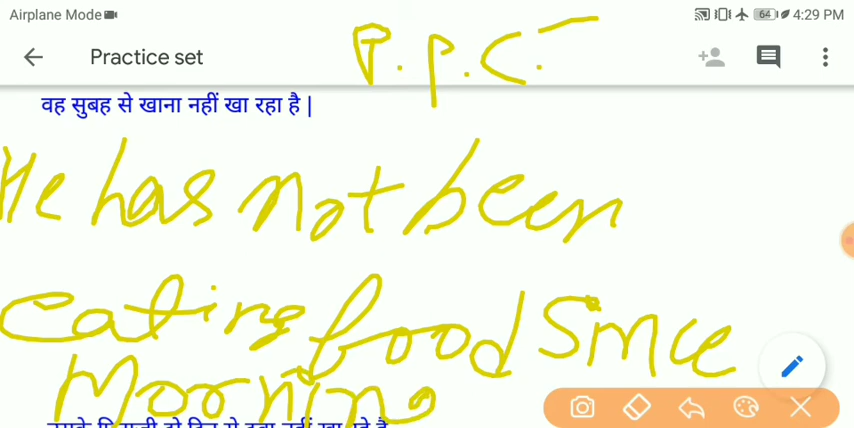 Airplane Mode 64 4:29 PM
Practice set
P.P.C.
वह सुबह से खाना नहीं खा रहा है |
He has not been
eating food Since
Moorning